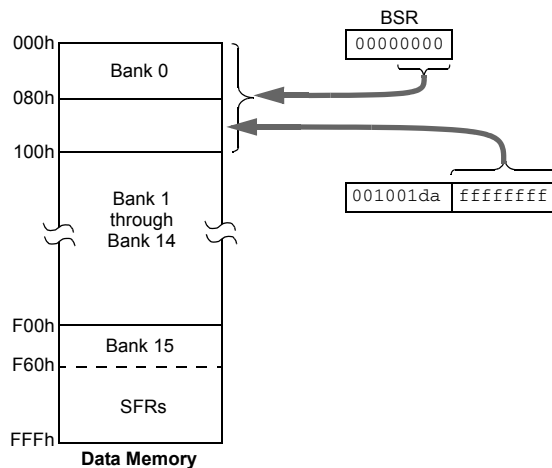 BSR
00000000
000h
Bank 0
080h
100h
001001da ffffffff
Bank 1
through
Bank 14
F00h
Bank 15
F60h
SFRs
FFFh
Data Memory